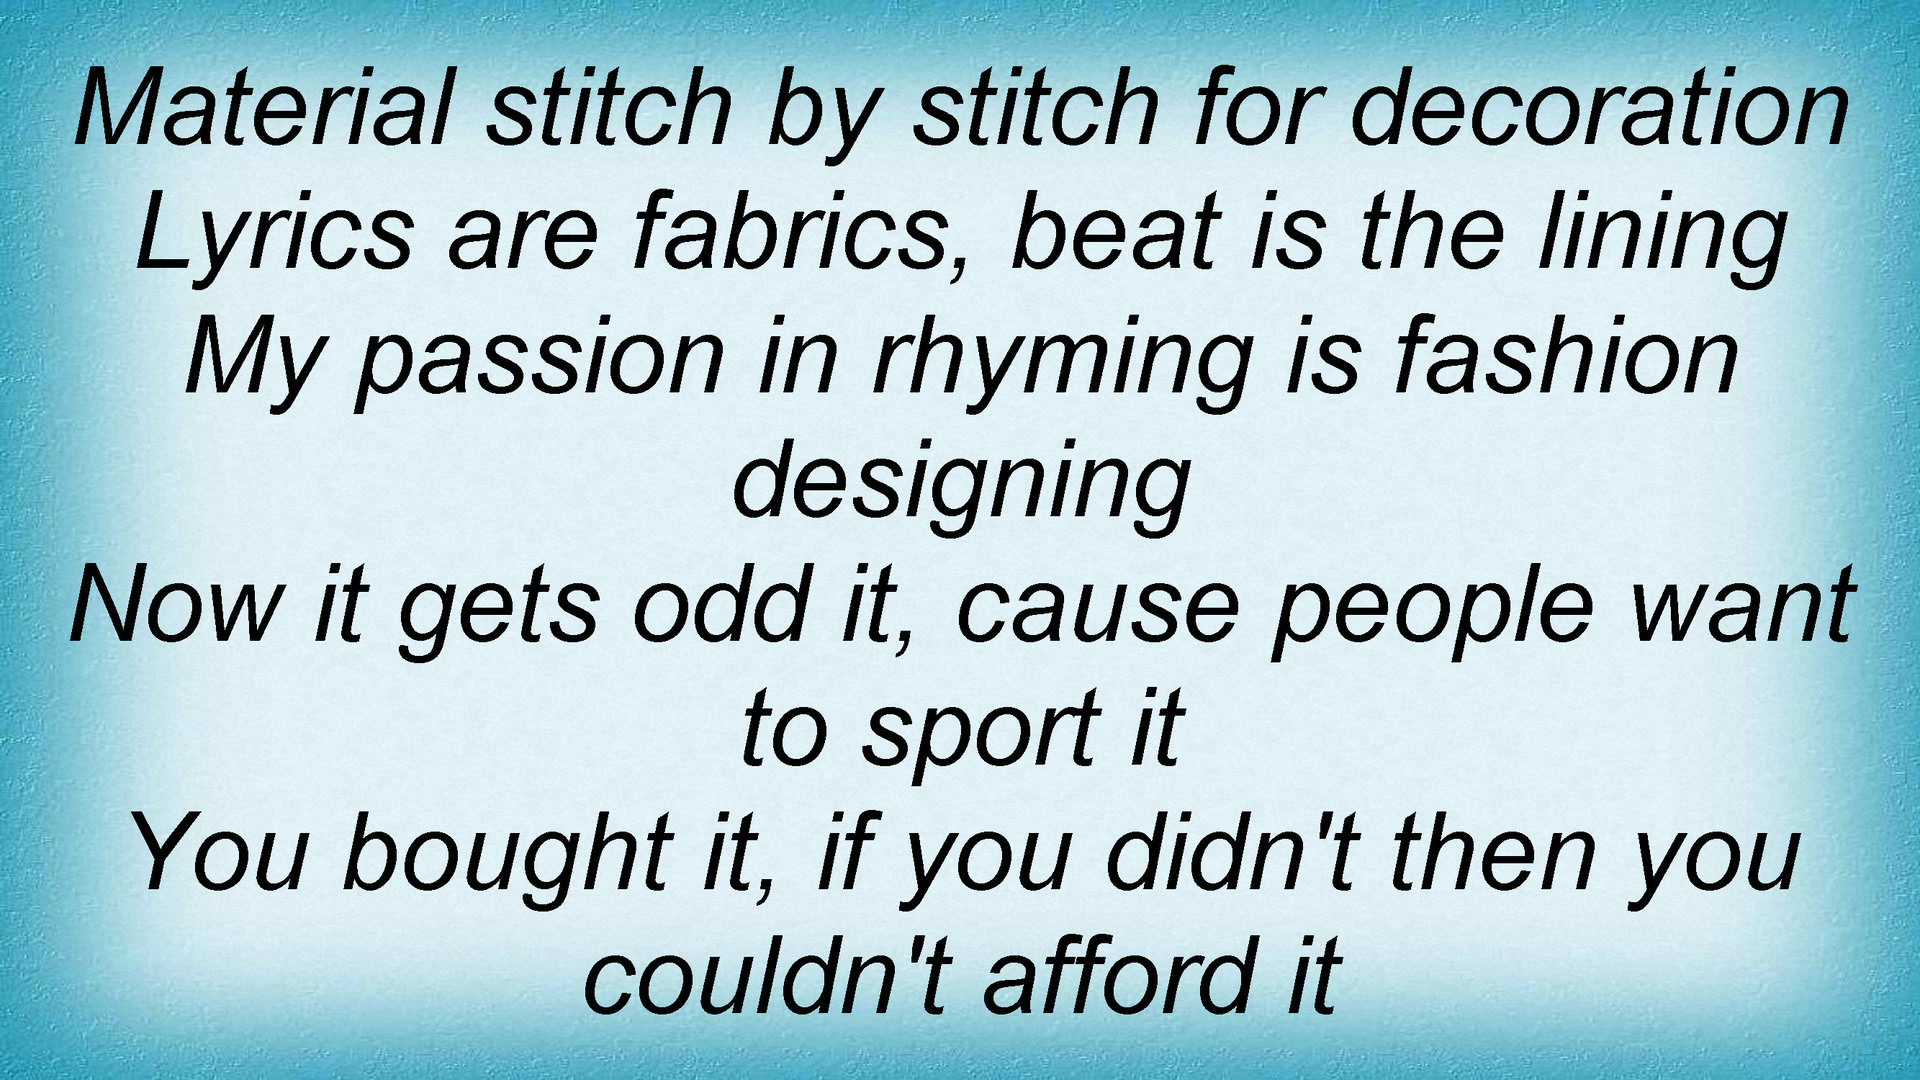 Material stitch by stitch for decoration
Lyrics are fabrics, beat is the lining
My passion in rhyming is fashion
designing
Now it gets odd it, cause people want
to sport it
You bought it, if you didn't then you
couldn't afford it